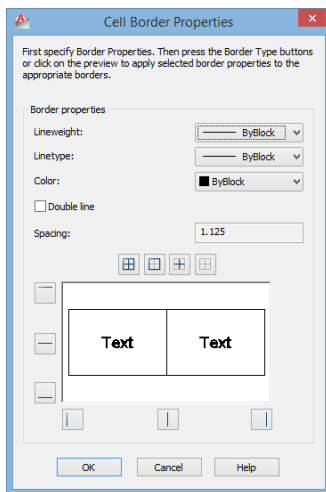 Cell Border Properties
First specify Border Properties. Then press the Border Type buttons
or click on the preview to apply selected border properties to the
appropriate borders.
Border properties
Lineweight: ByBlock
Linetype: ByBlock
Color: ByBlock
Double line
Spacing: 1.125
Text Text
OK Cancel Help